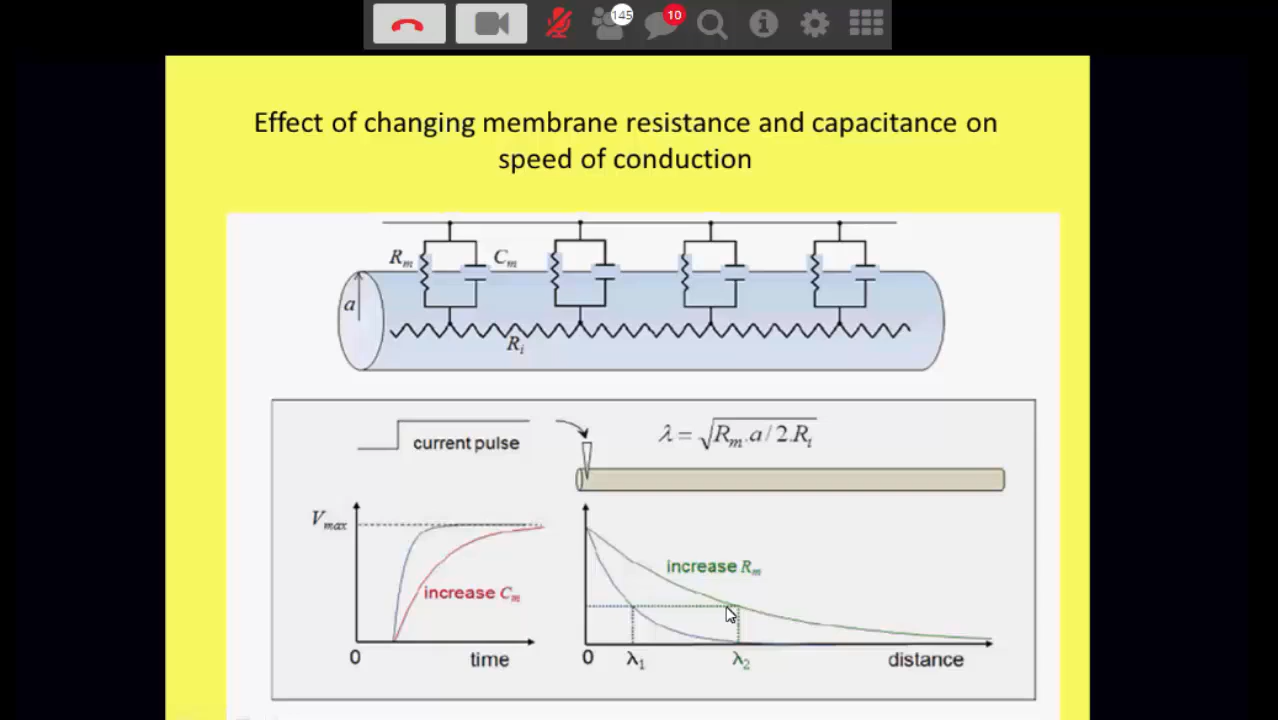 145
10
Effect of changing membrane resistance and capacitance on
speed of conduction
Rm
Cm
a
Ri
current pulse
λ = √Rm.a/2.Ri
Vmax
increase Cm
increase Rm
0
time
0
λ1
λ2
distance